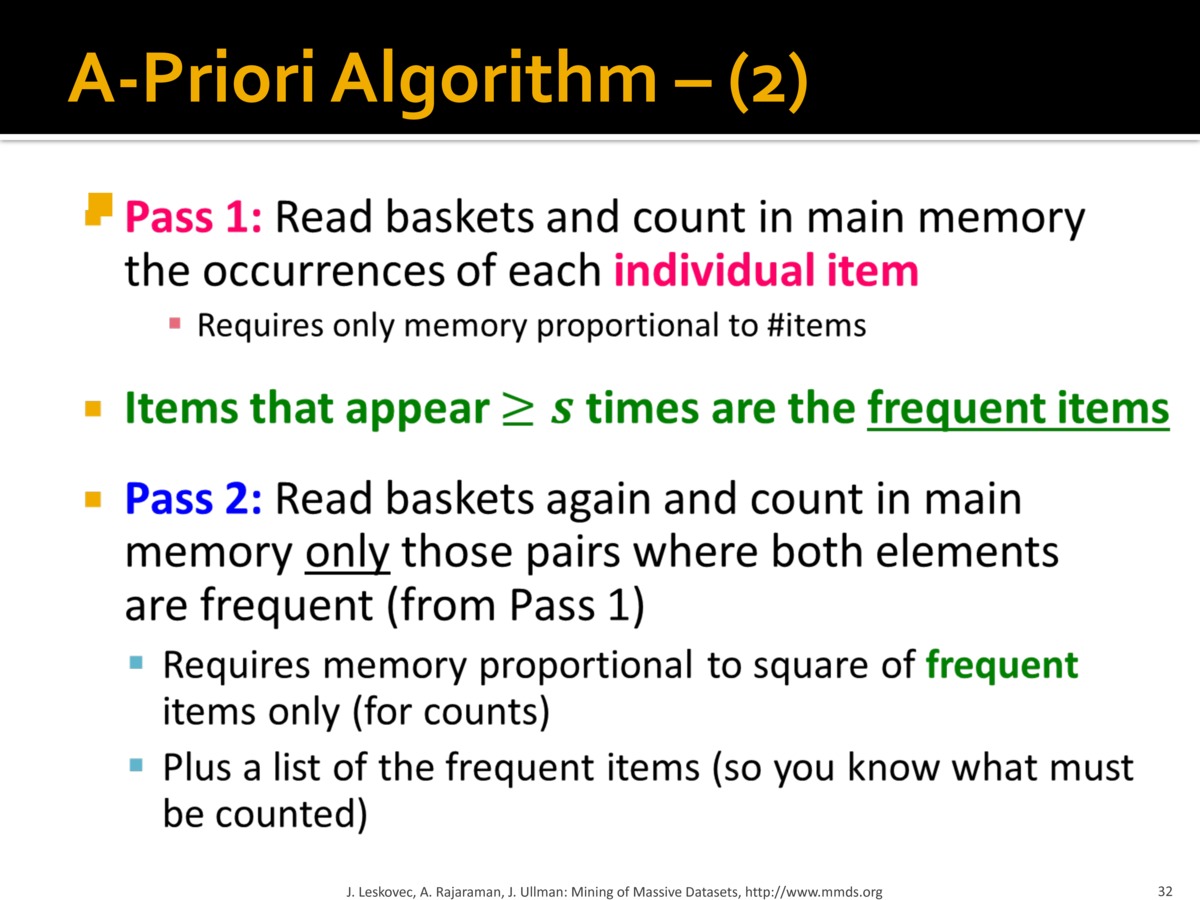 A-Priori Algorithm – (2)
Pass 1: Read baskets and count in main memory
the occurrences of each individual item
Requires only memory proportional to #items
Items that appear ≥ s times are the frequent items
Pass 2: Read baskets again and count in main
memory only those pairs where both elements
are frequent (from Pass 1)
Requires memory proportional to square of frequent
items only (for counts)
Plus a list of the frequent items (so you know what must
be counted)
J. Leskovec, A. Rajaraman, J. Ullman: Mining of Massive Datasets, http://www.mmds.org
32